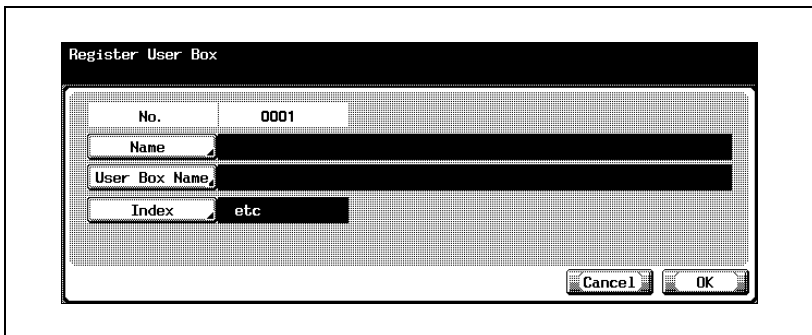 Register User Box
No. 0001
Name
User Box Name
Index etc
Cancel OK